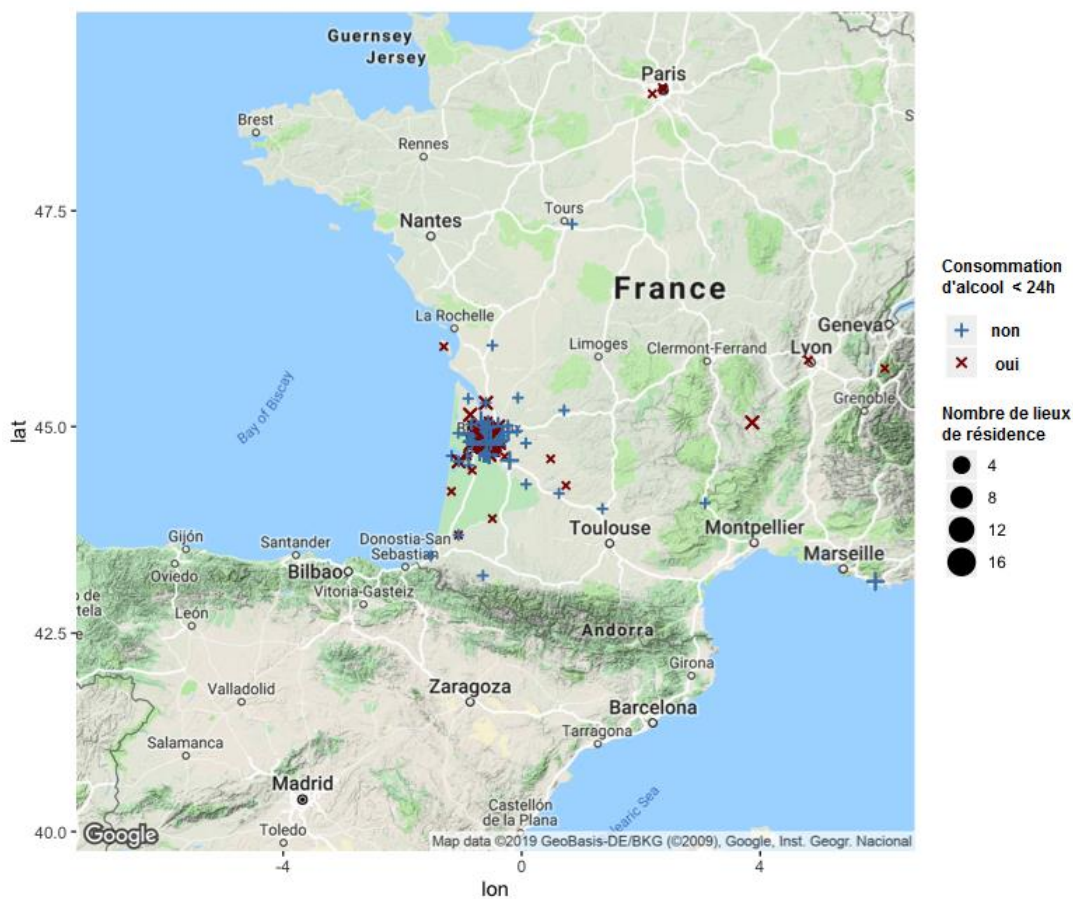 Guernsey
Jersey
Paris
Brest
Rennes
47.5
Tours
Nantes
France
La Rochelle
Geneva
Limoges
Clermont-Ferrand
Lyon
Grenoble
Bay of Biscay
45.0
lat
Toulouse
Montpellier
Marseille
Gijón
Santander
Donostia-San
Sebastian
Oviedo
Bilbao
Vitoria-Gasteiz
León
Andorra
42.5
Girona
Valladolid
Zaragoza
Barcelona
Tarragona
Salamanca
Madrid
Castellón
de la Plana
learic Sea
40.0
Google
Toledo
Map data ©2019 GeoBasis-DE/BKG (©2009), Google, Inst. Geogr. Nacional
-4
0
4
lon
Consommation
d'alcool < 24h
non
oui
Nombre de lieux
de résidence
4
8
12
16